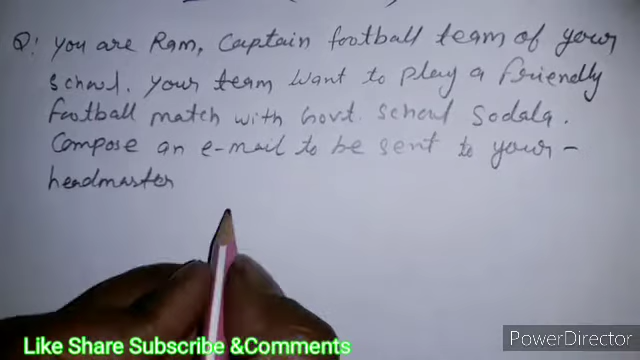 Q: You are Ram, Captain football team of your
school. Your team want to play a friendly
football match with Govt. school Sodala.
Compose an e-mail to be sent to your -
headmaster
PowerDirector
Like Share Subscribe &Comments